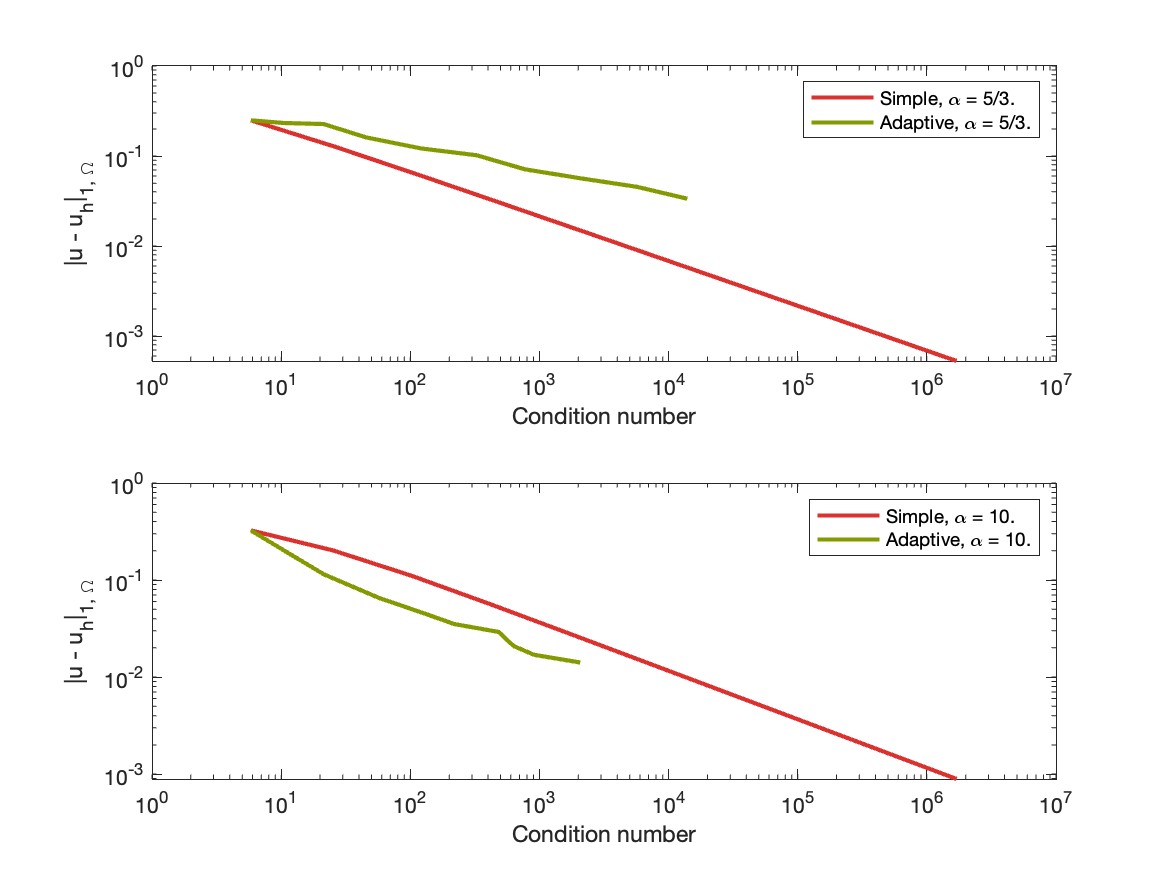 10^0
10^-1
10^-2
10^-3
|u - u_h|_{1, Ω}
Simple, α = 5/3.
Adaptive, α = 5/3.
10^0 10^1 10^2 10^3 10^4 10^5 10^6 10^7
Condition number
10^0
10^-1
10^-2
10^-3
|u - u_h|_{1, Ω}
Simple, α = 10.
Adaptive, α = 10.
10^0 10^1 10^2 10^3 10^4 10^5 10^6 10^7
Condition number